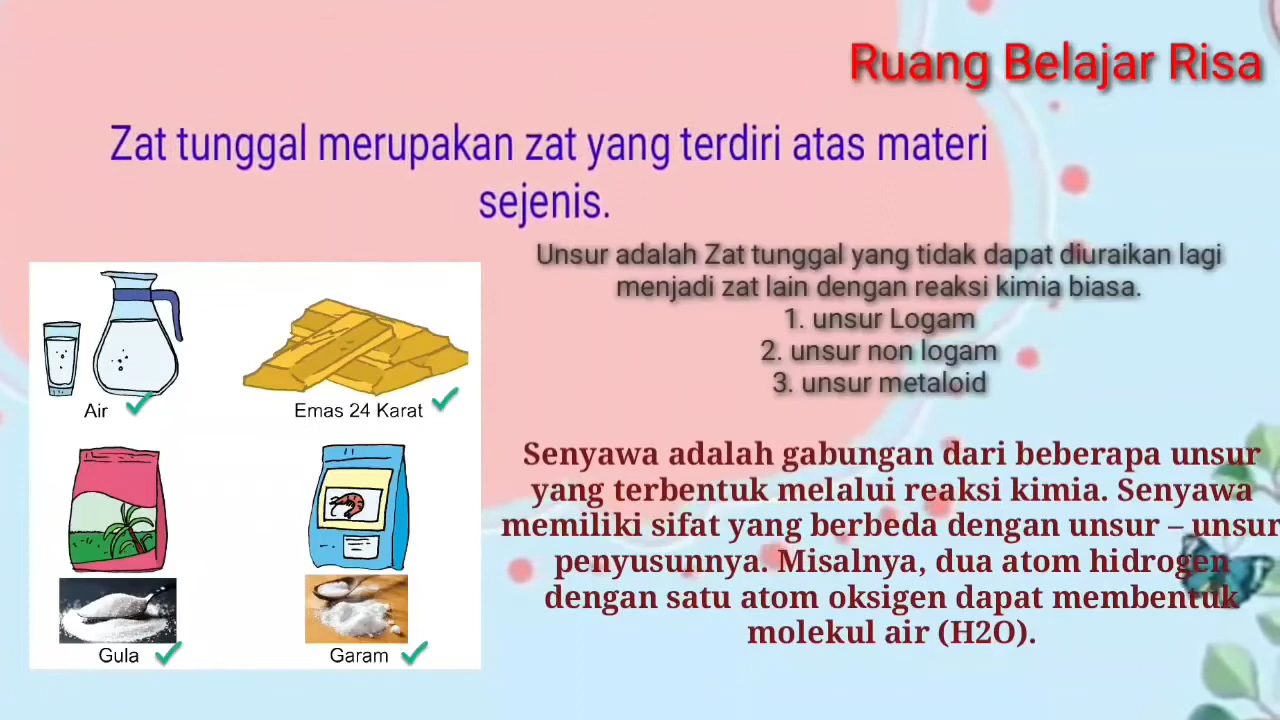 Ruang Belajar Risa
Zat tunggal merupakan zat yang terdiri atas materi
sejenis.
Unsur adalah Zat tunggal yang tidak dapat diuraikan lagi
menjadi zat lain dengan reaksi kimia biasa.
1. unsur Logam
2. unsur non logam
3. unsur metaloid
Air
Emas 24 Karat
Gula
Garam
Senyawa adalah gabungan dari beberapa unsur
yang terbentuk melalui reaksi kimia. Senyawa
memiliki sifat yang berbeda dengan unsur – unsur
penyusunnya. Misalnya, dua atom hidrogen
dengan satu atom oksigen dapat membentuk
molekul air (H2O).